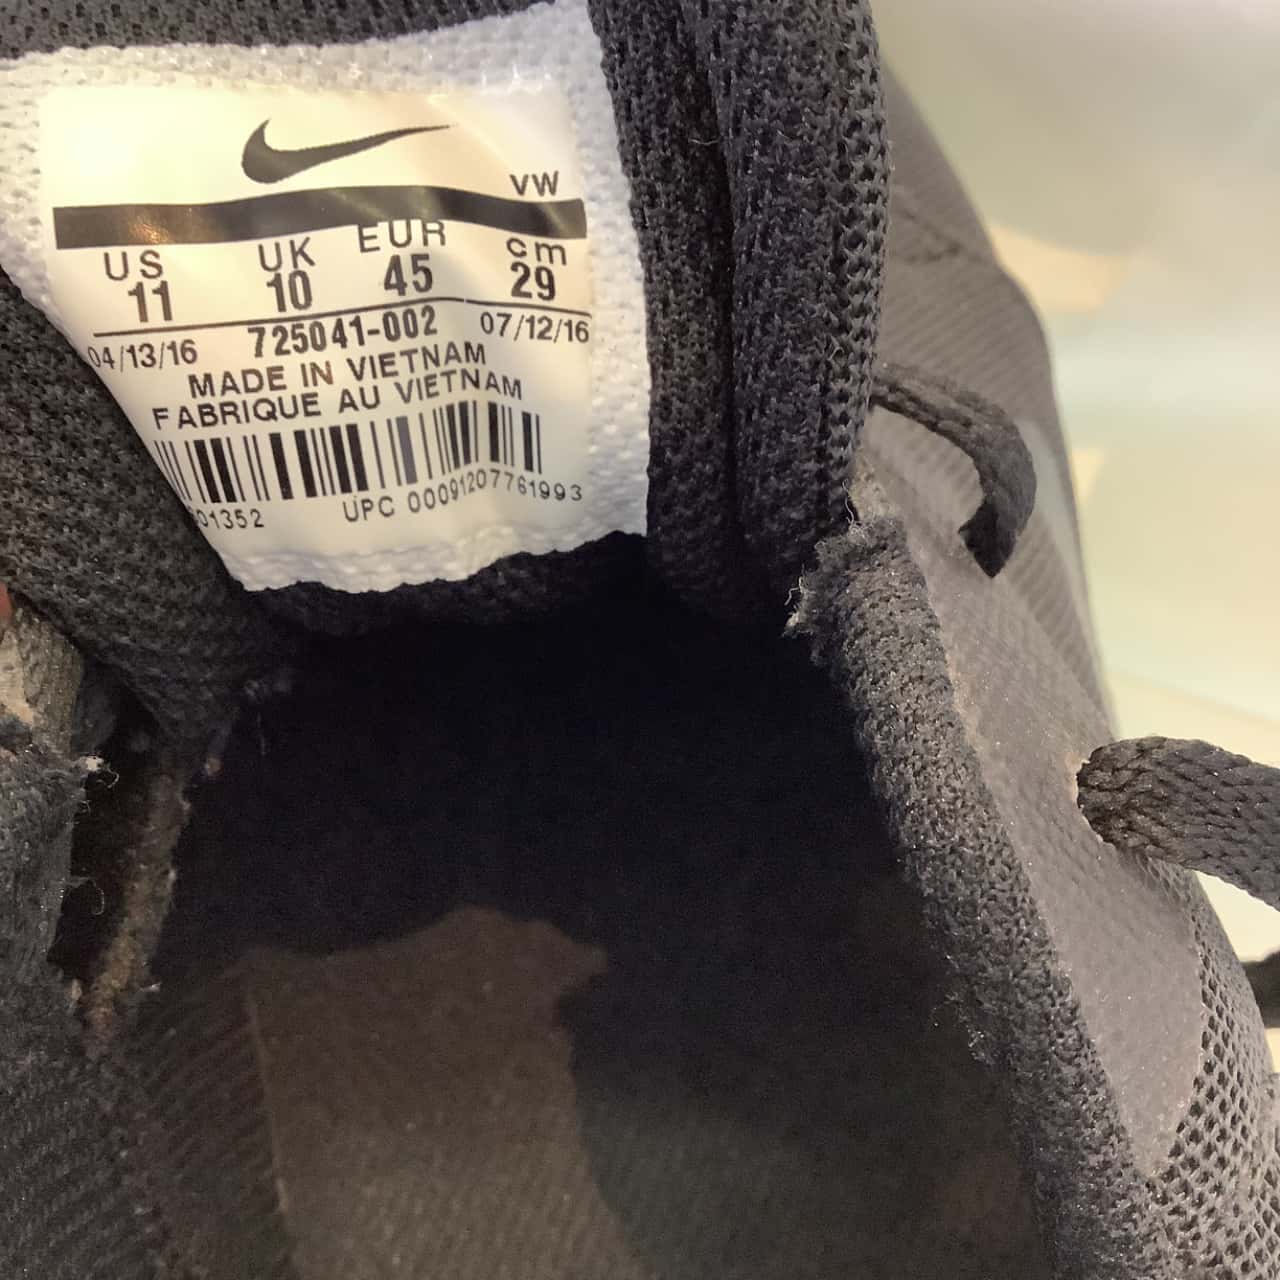 VW
US UK EUR cm
11 10 45 29
04/13/16 725041-002 07/12/16
MADE IN VIETNAM
FABRIQUE AU VIETNAM
01352 UPC 00091207761993